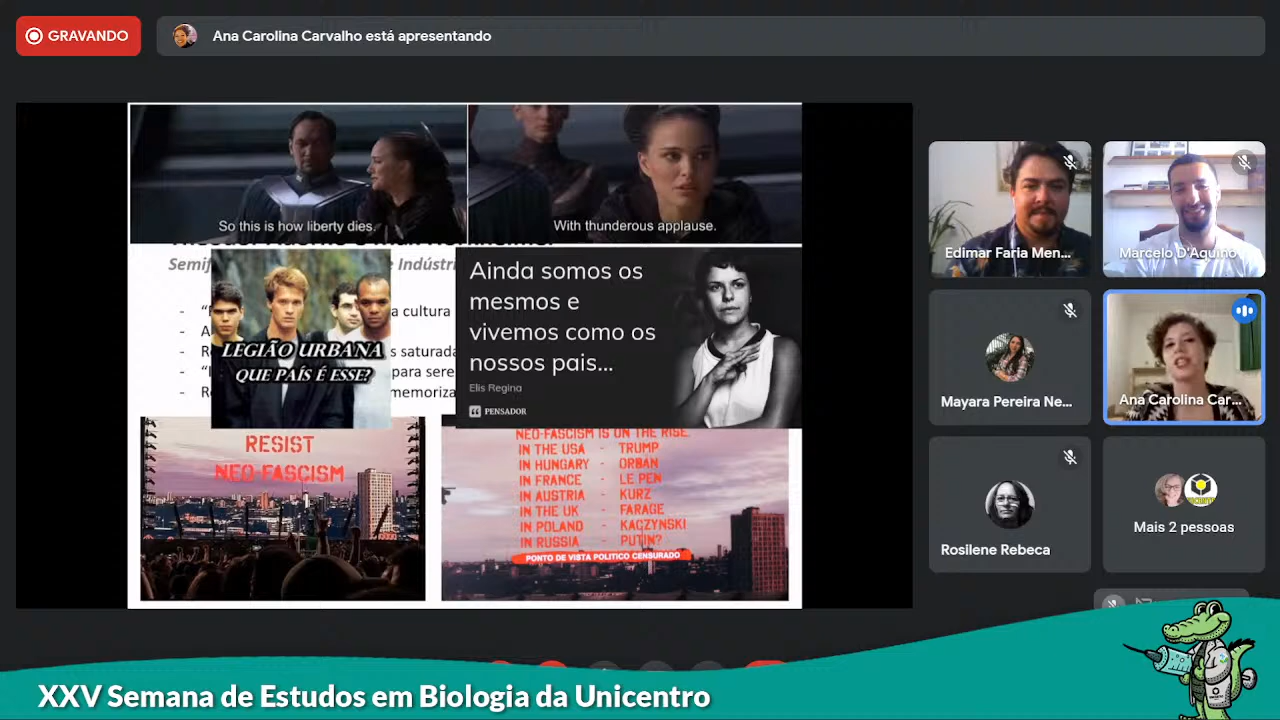 GRAVANDO
Ana Carolina Carvalho está apresentando
So this is how liberty dies.
With thunderous applause.
Semif
e Indústri
a cultura
s saturada
para sere
memoriza
LEGIÃO URBANA
QUE PAÍS É ESSE?
Ainda somos os
mesmos e
vivemos como os
nossos pais...
Elis Regina
PENSADOR
RESIST
NEO-FASCISM
NEO-FASCISM IS ON THE RISE.
IN THE USA - TRUMP
IN HUNGARY - ORBAN
IN FRANCE - LE PEN
IN AUSTRIA - KURZ
IN THE UK - FARAGE
IN POLAND - KACZYNSKI
IN RUSSIA - PUTIN?
PONTO DE VISTA POLITICO CENSURADO
Edimar Faria Men...
Marcelo D'Aquino
Mayara Pereira Ne...
Ana Carolina Car...
Rosilene Rebeca
Mais 2 pessoas
XXV Semana de Estudos em Biologia da Unicentro